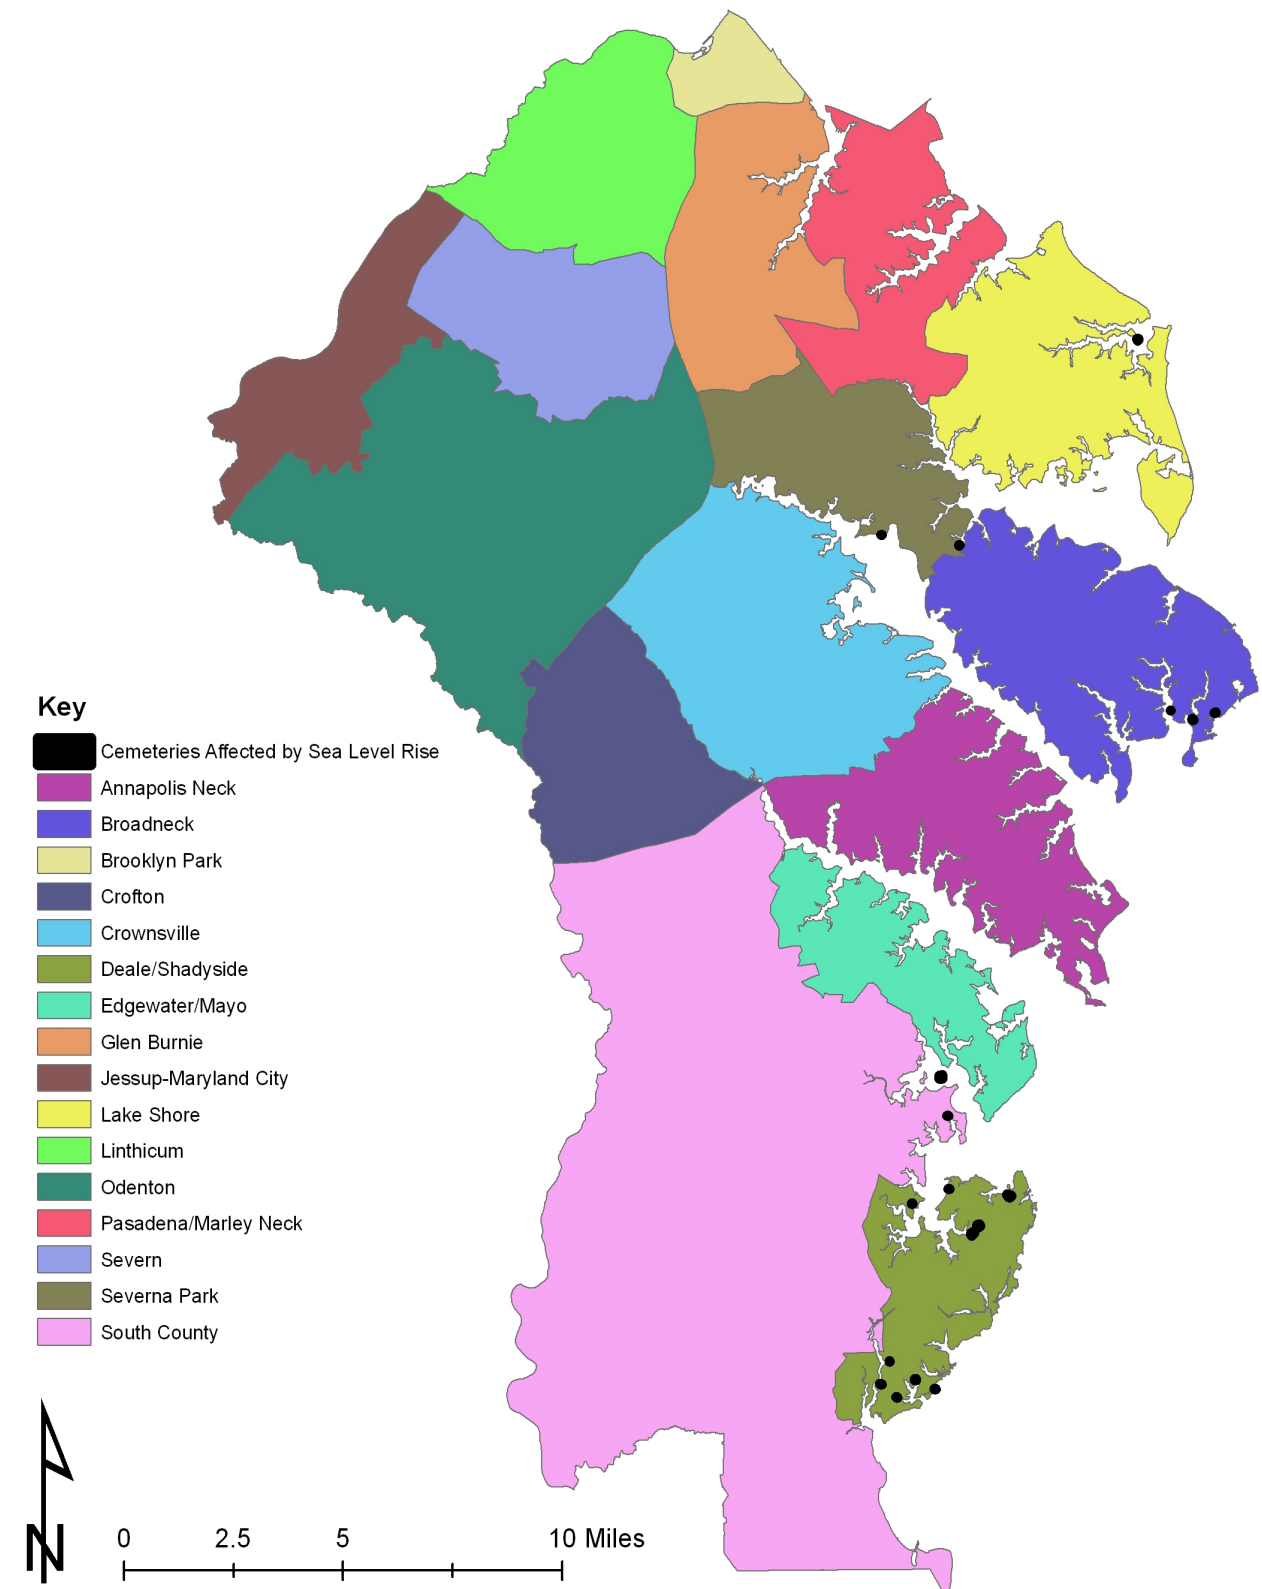 Key
Cemeteries Affected by Sea Level Rise
Annapolis Neck
Broadneck
Brooklyn Park
Crofton
Crownsville
Deale/Shadyside
Edgewater/Mayo
Glen Burnie
Jessup-Maryland City
Lake Shore
Linthicum
Odenton
Pasadena/Marley Neck
Severn
Severna Park
South County
N
0 2.5 5 10 Miles